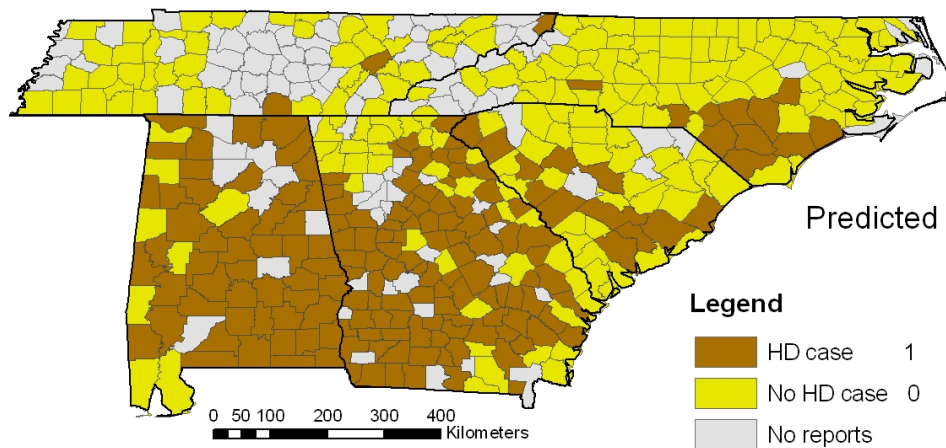 Predicted
Legend
HD case 1
No HD case 0
No reports
0 50 100 200 300 400
Kilometers